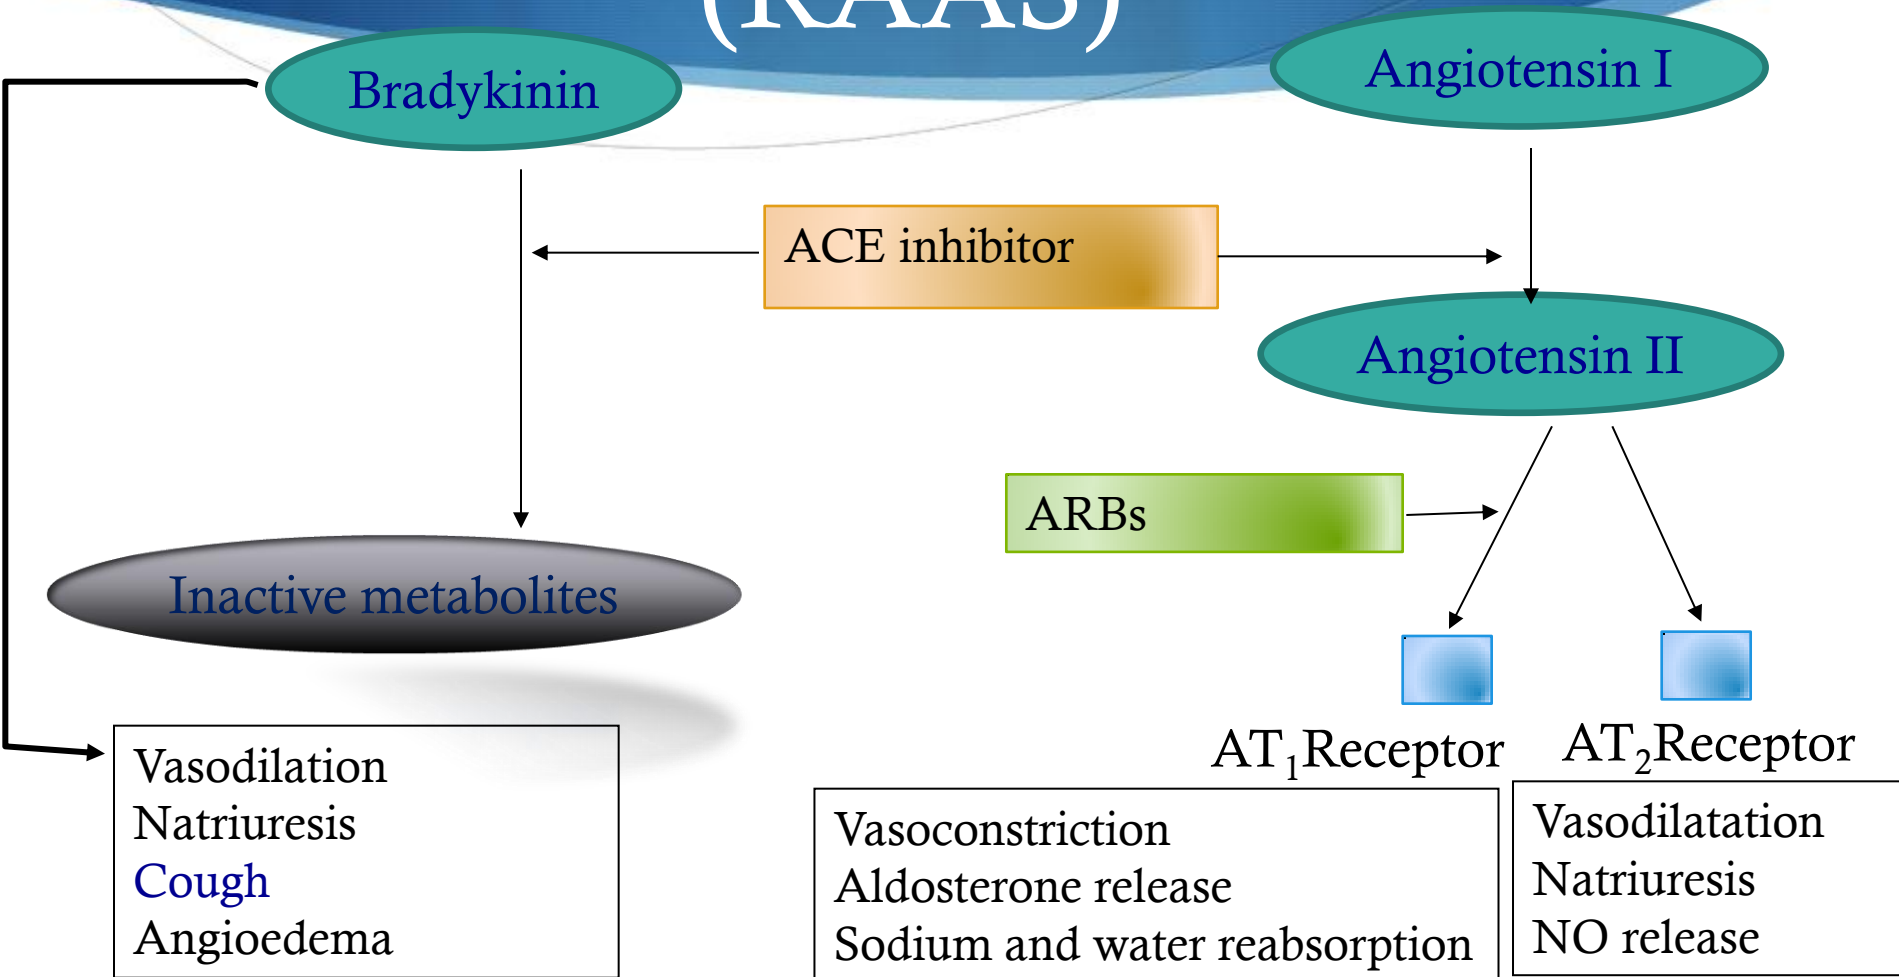 (RAAS)
Bradykinin
Angiotensin I
ACE inhibitor
Angiotensin II
ARBs
Inactive metabolites
AT₁Receptor
AT₂Receptor
Vasodilation
Natriuresis
Cough
Angioedema
Vasoconstriction
Aldosterone release
Sodium and water reabsorption
Vasodilatation
Natriuresis
NO release